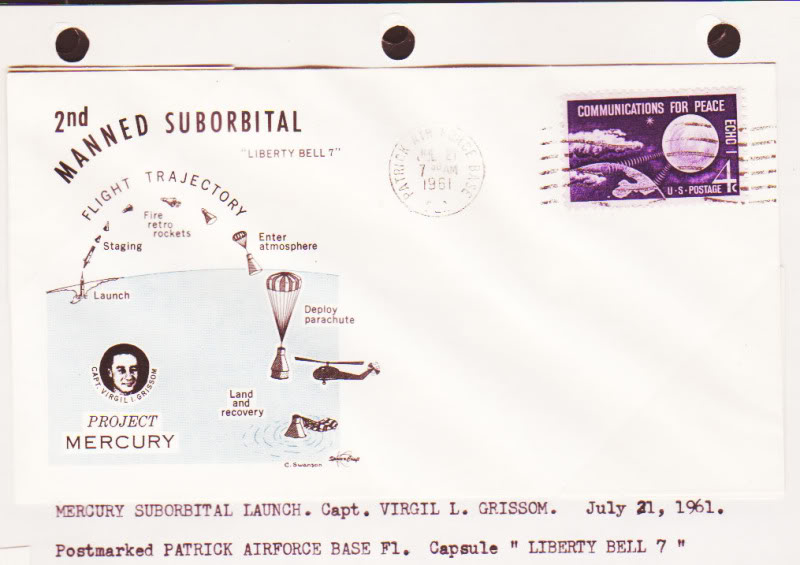 2nd
MANNED SUBORBITAL
"LIBERTY BELL 7"
FLIGHT TRAJECTORY
Fire
retro
rockets
Staging
Enter
atmosphere
Launch
Deploy
parachute
CAPT. VIRGIL I. GRISSOM
Land
and
recovery
PROJECT
MERCURY
C. Swanson
PATRICK AIR FORCE BASE
JUL 21
7 AM
1961
COMMUNICATIONS FOR PEACE
ECHO I
4c
U·S·POSTAGE
MERCURY SUBORBITAL LAUNCH. Capt. VIRGIL L. GRISSOM. July 21, 1961.
Postmarked PATRICK AIRFORCE BASE Fl. Capsule " LIBERTY BELL 7 "